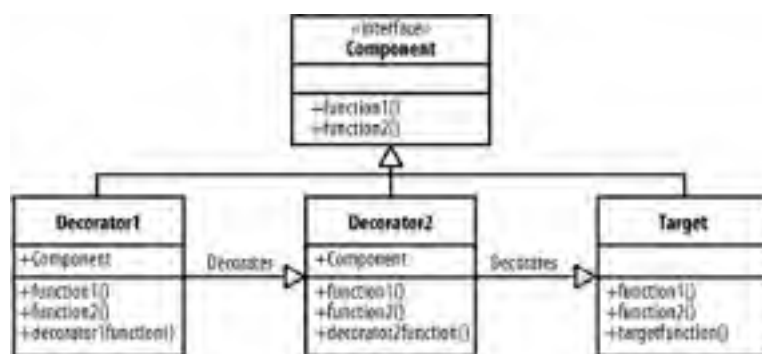 «interface»
Component
+function1()
+function2()
Decorator1
+Component
+function1()
+function2()
+decorator1function()
Decorates
Decorator2
+Component
+function1()
+function2()
+decorator2function()
Decorates
Target
+function1()
+function2()
+targetfunction()